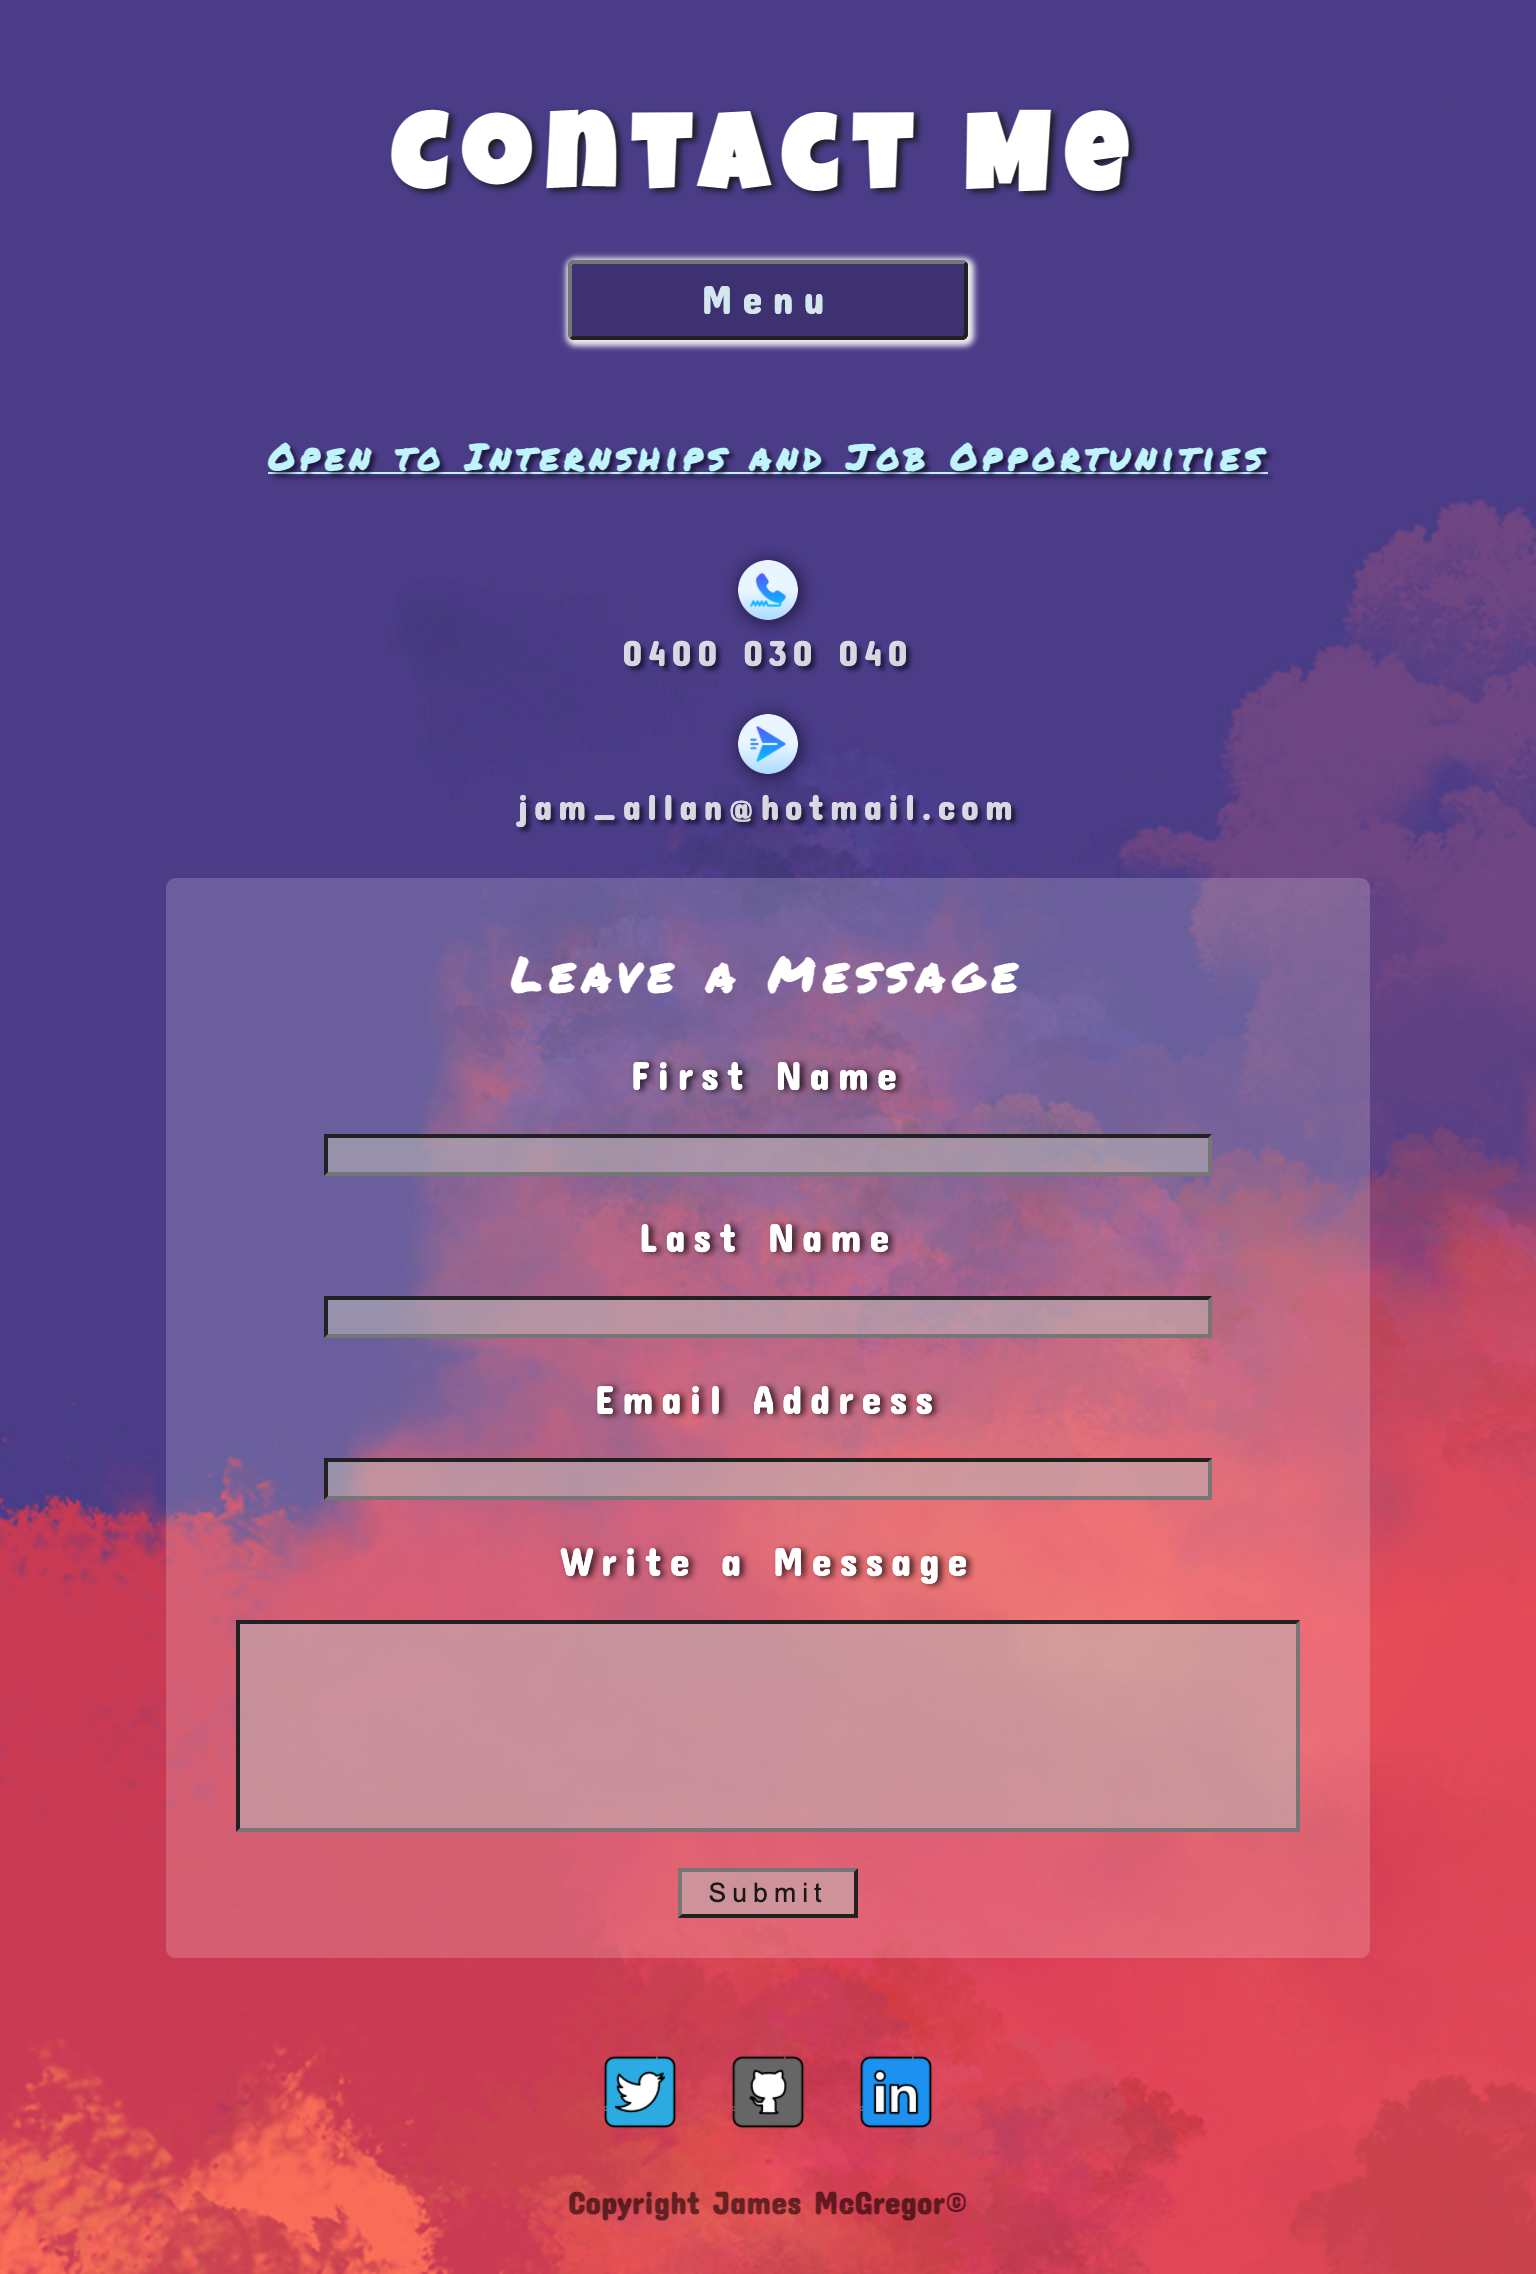 Contact Me
Menu
Open to Internships and Job Opportunities
0400 030 040
jam_allan@hotmail.com
Leave a Message
First Name
Last Name
Email Address
Write a Message
Submit
in
Copyright James McGregor©